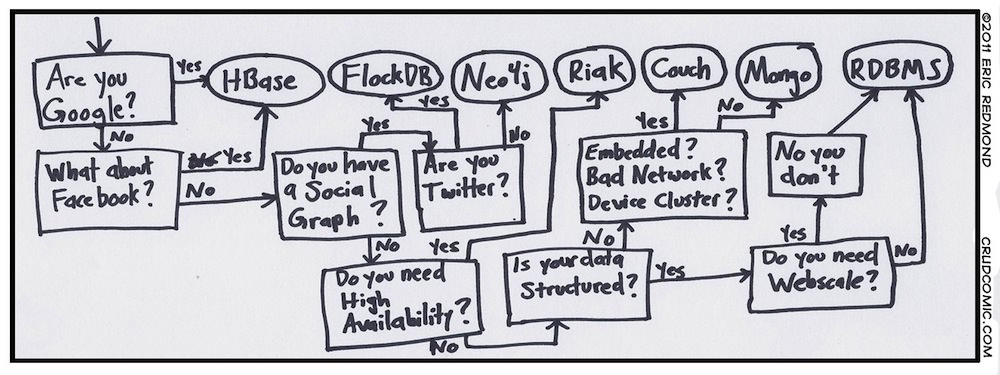 Are you
Google?
Yes
HBase
FlockDB
Neo4j
Riak
Couch
Mongo
RDBMS
No
What about
Facebook?
Yes
No
Do you have
a Social
Graph?
Yes
Are you
Twitter?
Yes
No
No
Do you need
High
Availability?
Yes
No
Is your data
Structured?
No
Yes
Embedded?
Bad Network?
Device Cluster?
Yes
No
Do you need
Webscale?
Yes
No
No you
don't
©2011 ERIC REDMOND
CRUDCOMIC.COM